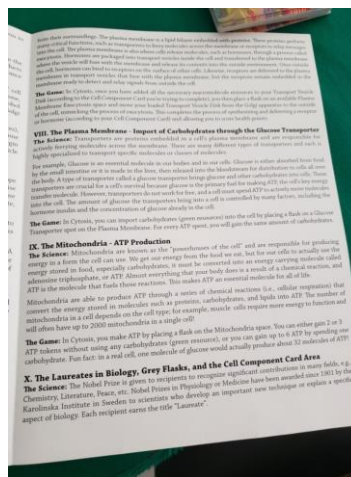 from their surroundings. The plasma membrane is a lipid bilayer embedded with proteins. These proteins perform
many critical functions, such as transporters to ferry molecules across the membrane or receptors to relay messages
into the cell. The plasma membrane is also where cells release molecules, such as hormones, through a process called
exocytosis. Hormones are packaged into transport vesicles inside the cell and transferred to the plasma membrane,
where the vesicle will fuse with the membrane and release its contents into the outside environment. Once outside
the cell, hormones can bind to receptors on the surface of other cells. Likewise, receptors are delivered to the plasma
membrane in transport vesicles that fuse with the plasma membrane, but the receptors remain embedded in the
membrane ready to detect and relay signals from outside the cell.
The Game: In Cytosis, once you have added all the necessary macromolecule resources to your Transport Vesicle
Disk (according to the Cell Component Card you're trying to complete), you then place a flask on an available Plasma
Membrane Exocytosis space and move your loaded Transport Vesicle Disk from the Golgi apparatus to the outside
of the cell, mimicking the process of exocytosis. This completes the process of synthesizing and delivering a receptor
or hormone (according to your Cell Component Card) and allowing you to score health points.
VIII. The Plasma Membrane - Import of Carbohydrates through the Glucose Transporter
The Science: Transporters are proteins embedded in a cell's plasma membrane and are responsible for
actively ferrying molecules across the membrane. There are many different types of transporters and each is
highly specialized to transport specific molecules or classes of molecules.
For example, Glucose is an essential molecule to our bodies and to our cells. Glucose is either absorbed from food
by the small intestine or it is made in the liver, then released into the bloodstream for distribution to cells all over
the body. A type of transporter called a glucose transporter brings glucose and other carbohydrates into cells. These
transporters are crucial for a cell's survival because glucose is the primary fuel for making ATP, the cell's key energy
transfer molecule. However, transporters do not work for free, and a cell must spend ATP to actively move molecules
into the cell. The amount of the glucose the transporters bring into a cell is controlled by many factors, including the
hormone insulin and the concentration of glucose already in the cell.
The Game: In Cytosis, you can import carbohydrates (green resources) into the cell by placing a flask on a Glucose
Transporter spot on the Plasma Membrane. For every ATP spent, you will gain the same amount of carbohydrates.
IX. The Mitochondria - ATP Production
The Science: Mitochondria are known as the "powerhouses of the cell" and are responsible for producing
energy in a form the cell can use. We get our energy from the food we eat, but for our cells to actually use the
energy stored in food, especially carbohydrates, it must be converted into an energy carrying molecule called
adenosine triphosphate, or ATP. Almost everything that your body does is a result of a chemical reaction, and
ATP is the molecule that fuels those reactions. This makes ATP an essential molecule for all of life.
Mitochondria are able to produce ATP through a series of chemical reactions (i.e., cellular respiration) that
convert the energy stored in molecules such as proteins, carbohydrates, and lipids into ATP. The number of
mitochondria in a cell depends on the cell type; for example, muscle cells require more energy to function and
will often have up to 2000 mitochondria in a single cell!
The Game: In Cytosis, you make ATP by placing a flask on the Mitochondria space. You can either gain 2 or 3
ATP tokens without using any carbohydrates (green resource), or you can gain up to 6 ATP by spending one
carbohydrate. Fun fact: in a real cell, one molecule of glucose would actually produce about 32 molecules of ATP!
X. The Laureates in Biology, Grey Flasks, and the Cell Component Card Area
The Science: The Nobel Prize is given to recipients to recognize significant contributions in many fields, e.g.,
Chemistry, Literature, Peace, etc. Nobel Prizes in Physiology or Medicine have been awarded since 1901 by the
Karolinska Institute in Sweden to scientists who develop an important new technique or explain a specific
aspect of biology. Each recipient earns the title "Laureate".